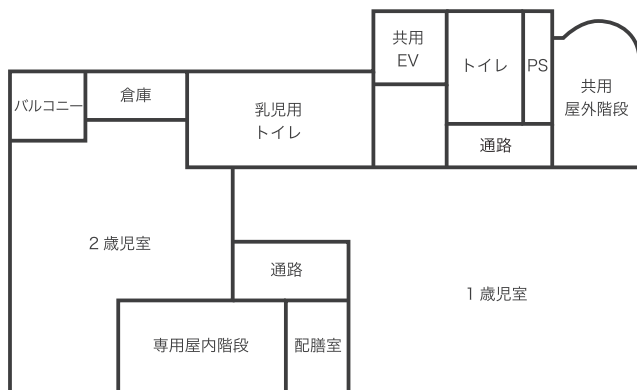 共用
EV
トイレ
PS
共用
屋外階段
バルコニー
倉庫
乳児用
トイレ
通路
2歳児室
通路
1歳児室
専用屋内階段
配膳室